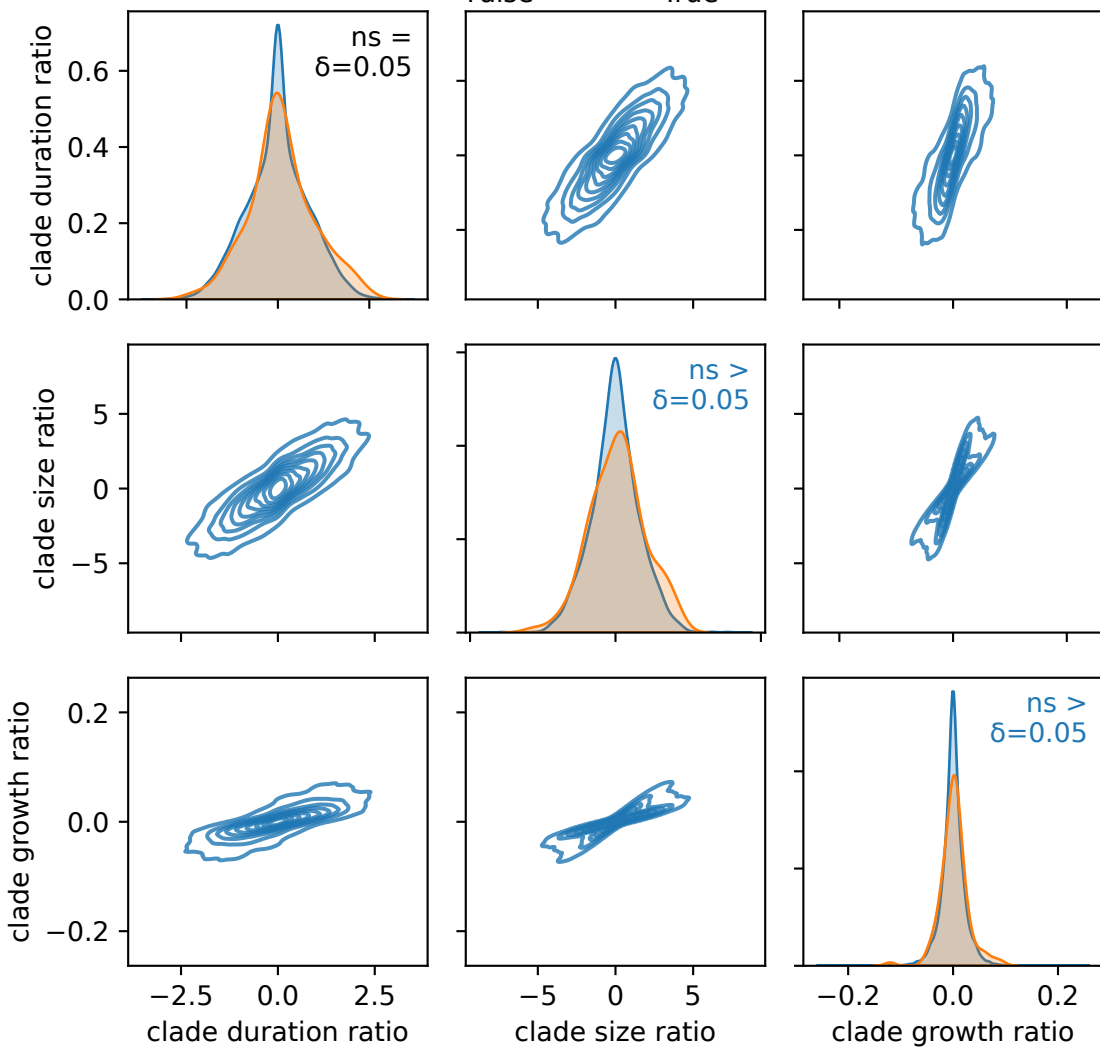 ns =
δ=0.05
clade duration ratio
0.6
0.4
0.2
0.0
ns >
δ=0.05
clade size ratio
5
0
−5
ns >
δ=0.05
clade growth ratio
0.2
0.0
−0.2
−2.5 0.0 2.5
−5 0 5
−0.2 0.0 0.2
clade duration ratio
clade size ratio
clade growth ratio